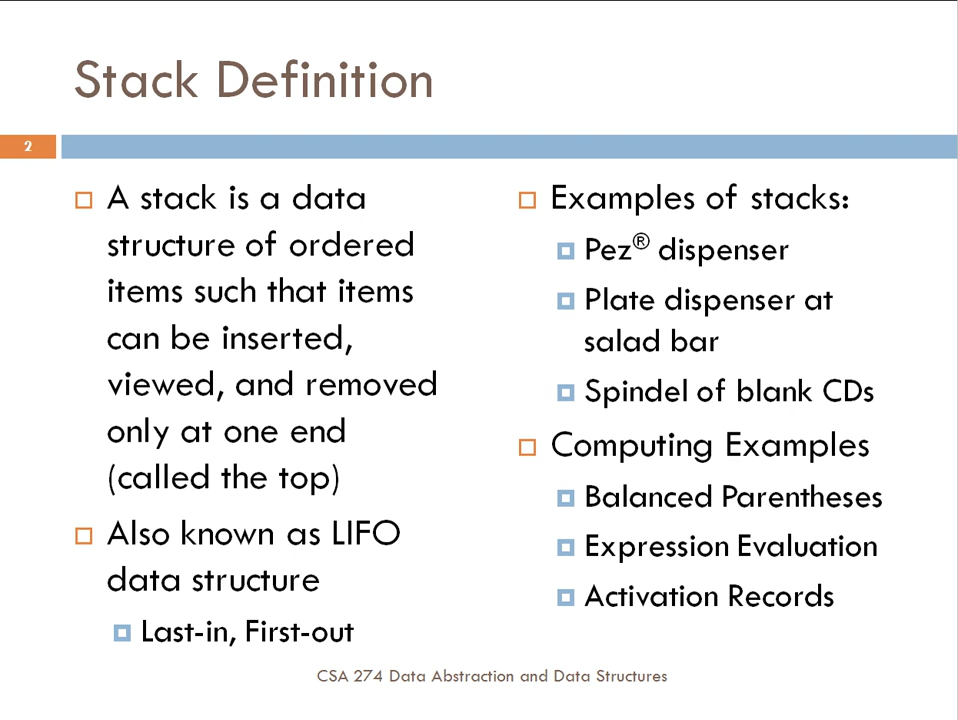 Stack Definition
2
A stack is a data
structure of ordered
items such that items
can be inserted,
viewed, and removed
only at one end
(called the top)
Also known as LIFO
data structure
Last-in, First-out
Examples of stacks:
Pez® dispenser
Plate dispenser at
salad bar
Spindel of blank CDs
Computing Examples
Balanced Parentheses
Expression Evaluation
Activation Records
CSA 274 Data Abstraction and Data Structures